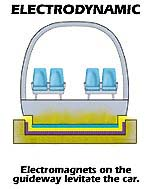 ELECTRODYNAMIC
Electromagnets on the
guideway levitate the car.